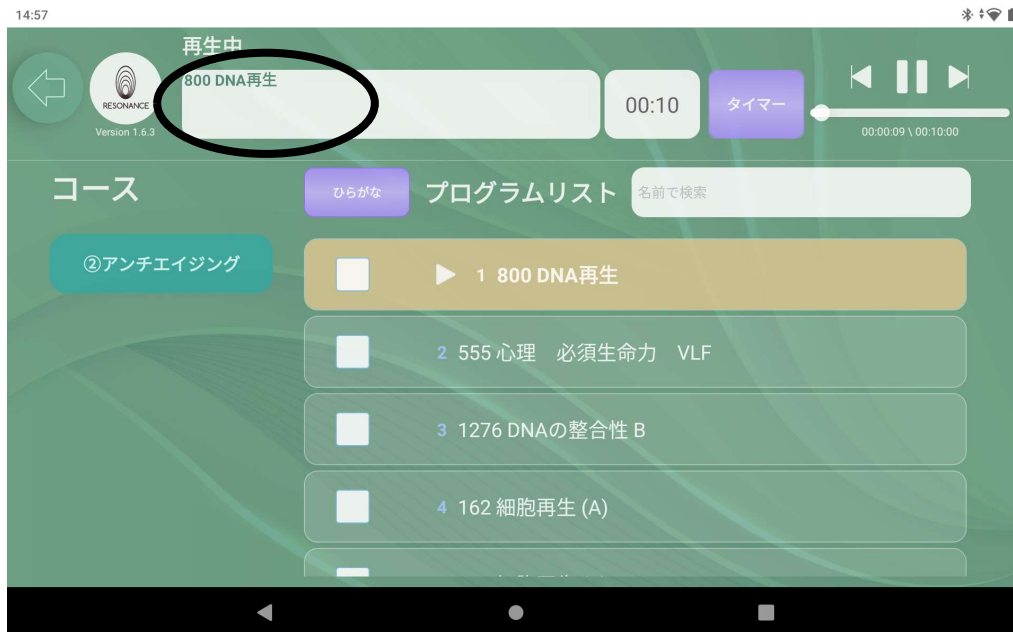 14:57
再生中
800 DNA再生
RESONANCE
Version 1.6.3
00:10
タイマー
00:00:09 \ 00:10:00
コース
ひらがな
プログラムリスト
名前で検索
②アンチエイジング
1 800 DNA再生
2 555 心理　必須生命力　VLF
3 1276 DNAの整合性 B
4 162 細胞再生 (A)